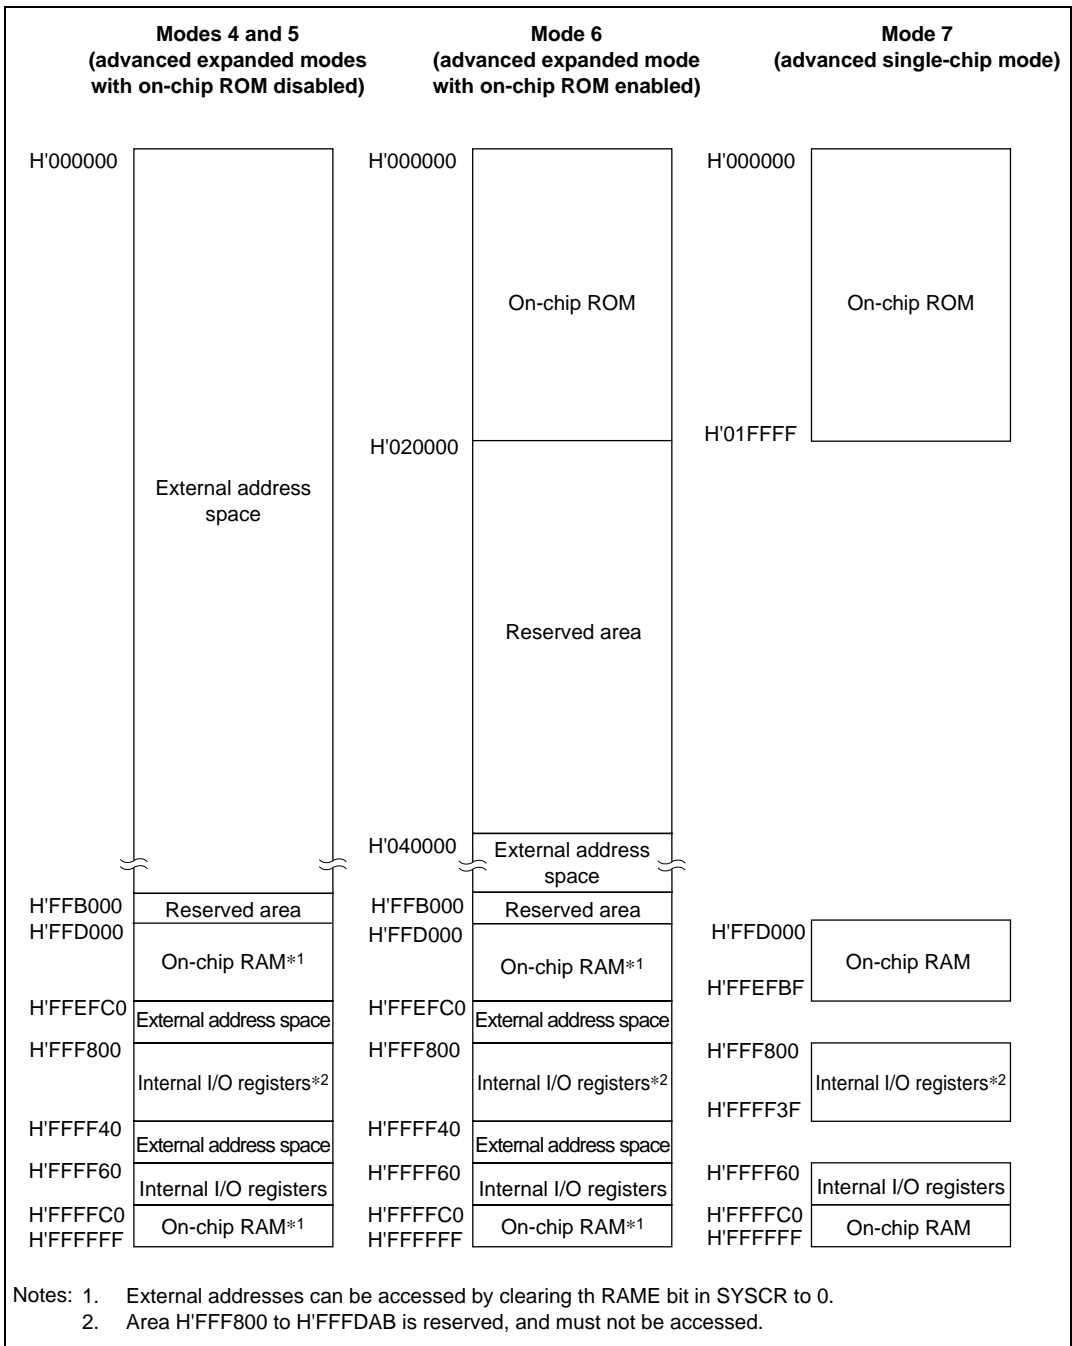 Modes 4 and 5
(advanced expanded modes
with on-chip ROM disabled)
Mode 6
(advanced expanded mode
with on-chip ROM enabled)
Mode 7
(advanced single-chip mode)
H'000000
External address
space
H'FFB000
Reserved area
H'FFD000
On-chip RAM*1
H'FFEFC0
External address space
H'FFF800
Internal I/O registers*2
H'FFFF40
External address space
H'FFFF60
Internal I/O registers
H'FFFFC0
On-chip RAM*1
H'FFFFFF
H'000000
On-chip ROM
H'020000
Reserved area
H'040000
External address
space
H'FFB000
Reserved area
H'FFD000
On-chip RAM*1
H'FFEFC0
External address space
H'FFF800
Internal I/O registers*2
H'FFFF40
External address space
H'FFFF60
Internal I/O registers
H'FFFFC0
On-chip RAM*1
H'FFFFFF
H'000000
On-chip ROM
H'01FFFF
H'FFD000
On-chip RAM
H'FFEFBF
H'FFF800
Internal I/O registers*2
H'FFFF3F
H'FFFF60
Internal I/O registers
H'FFFFC0
On-chip RAM
H'FFFFFF
Notes: 1. External addresses can be accessed by clearing th RAME bit in SYSCR to 0.
2. Area H'FFF800 to H'FFFDAB is reserved, and must not be accessed.